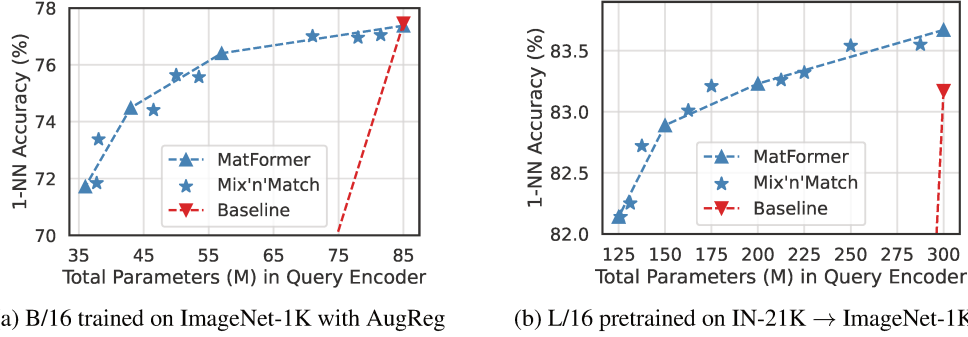 78
76
74
72
70
1-NN Accuracy (%)
MatFormer
Mix'n'Match
Baseline
35 45 55 65 75 85
Total Parameters (M) in Query Encoder
a) B/16 trained on ImageNet-1K with AugReg
83.5
83.0
82.5
82.0
1-NN Accuracy (%)
MatFormer
Mix'n'Match
Baseline
125 150 175 200 225 250 275 300
Total Parameters (M) in Query Encoder
(b) L/16 pretrained on IN-21K → ImageNet-1K